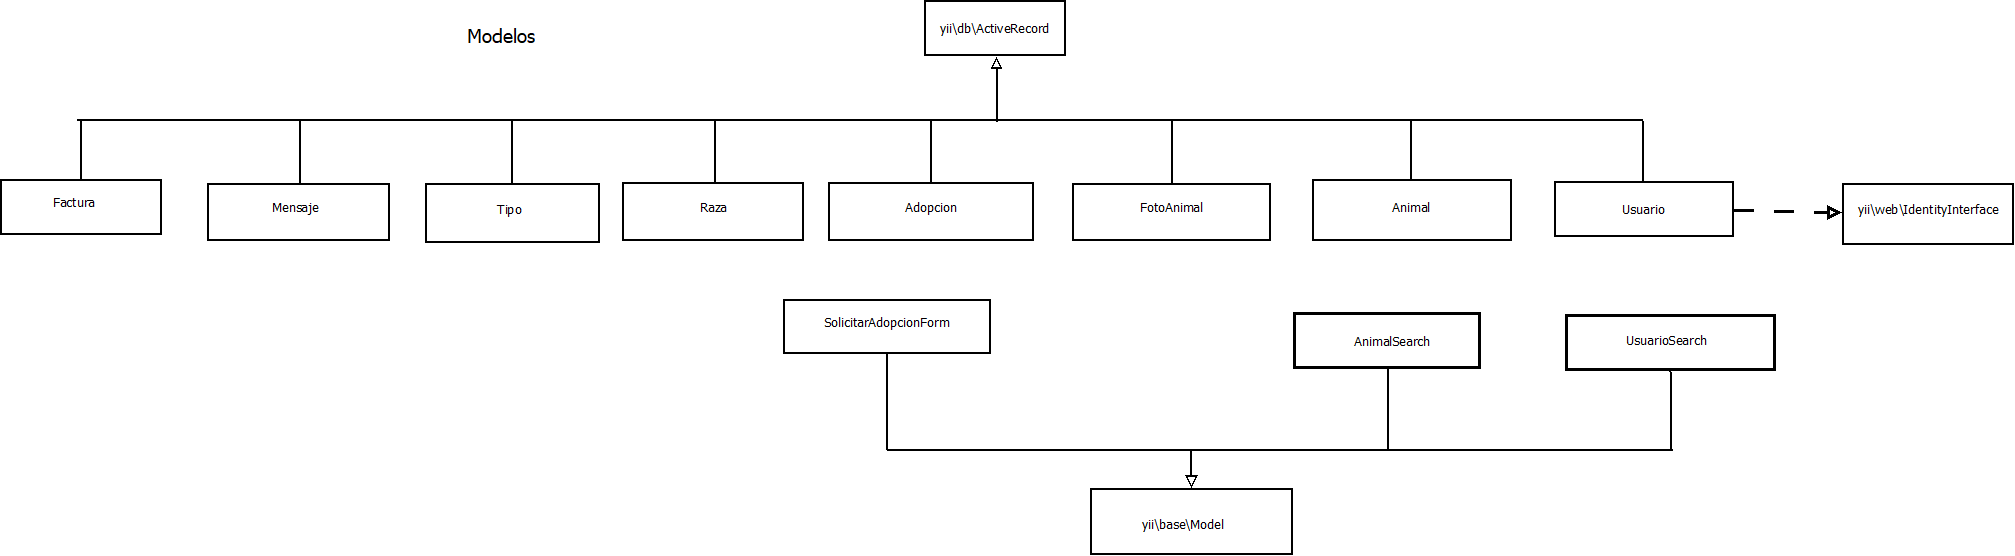 Modelos
yii\db\ActiveRecord
Factura
Mensaje
Tipo
Raza
Adopcion
FotoAnimal
Animal
Usuario
yii\web\IdentityInterface
SolicitarAdopcionForm
AnimalSearch
UsuarioSearch
yii\base\Model